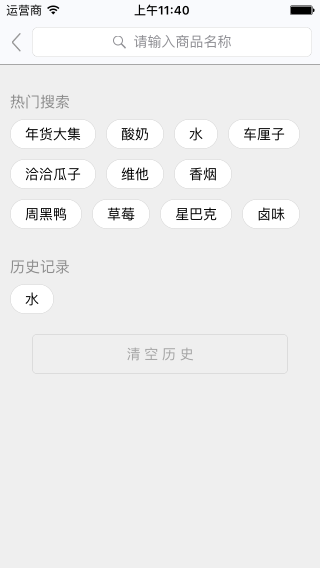 运营商 上午11:40
请输入商品名称
热门搜索
年货大集 酸奶 水 车厘子
洽洽瓜子 维他 香烟
周黑鸭 草莓 星巴克 卤味
历史记录
水
清空历史